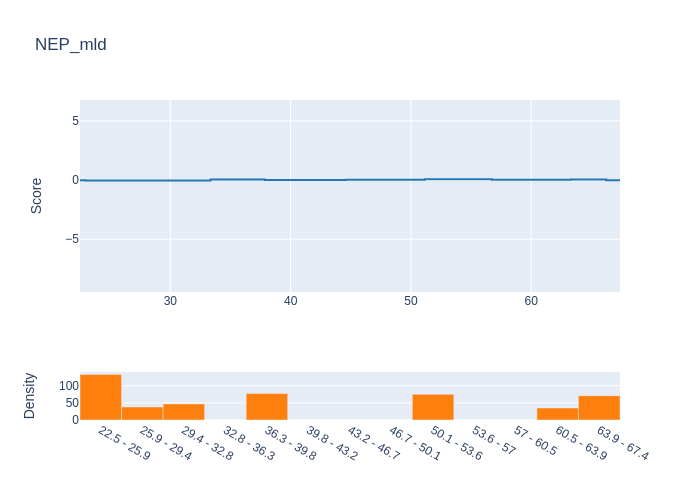 NEP_mld
Score
5
0
−5
30 40 50 60
Density
100
50
0
22.5 - 25.9
25.9 - 29.4
29.4 - 32.8
32.8 - 36.3
36.3 - 39.8
39.8 - 43.2
43.2 - 46.7
46.7 - 50.1
50.1 - 53.6
53.6 - 57
57 - 60.5
60.5 - 63.9
63.9 - 67.4